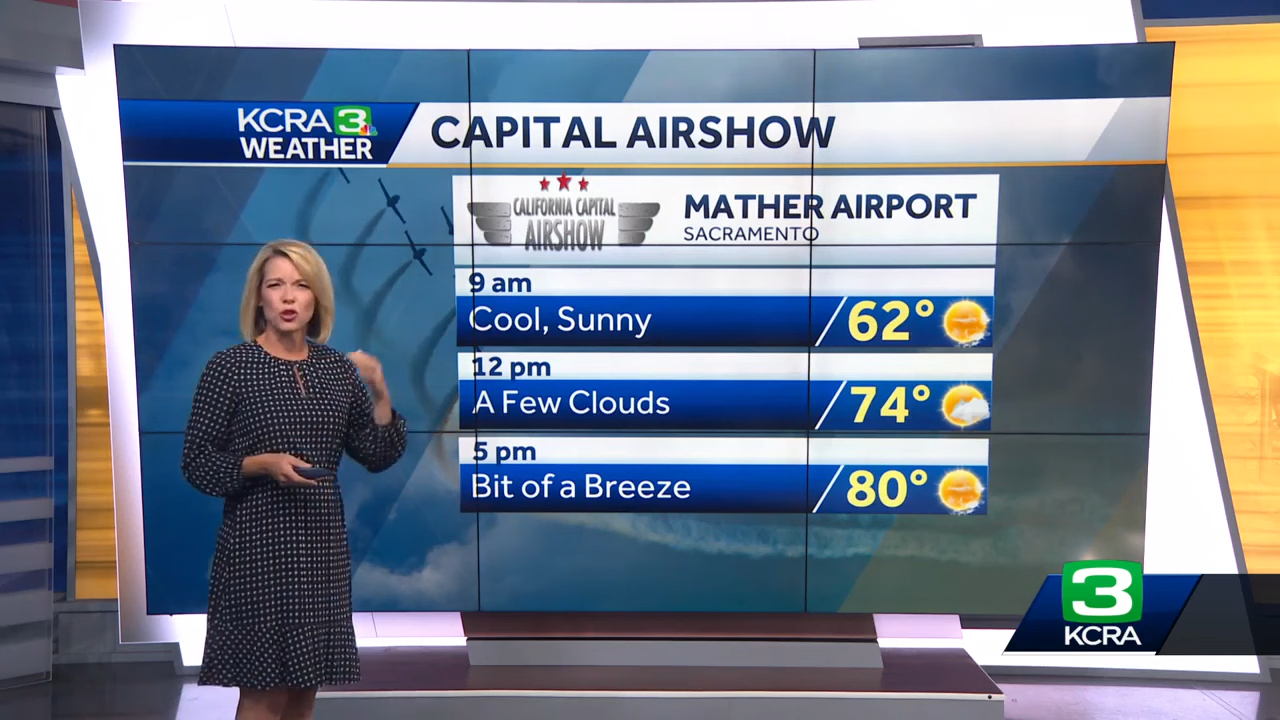 KCRA 3
WEATHER
CAPITAL AIRSHOW
CALIFORNIA CAPITAL
AIRSHOW
MATHER AIRPORT
SACRAMENTO
9 am
Cool, Sunny
62°
12 pm
A Few Clouds
74°
5 pm
Bit of a Breeze
80°
3
KCRA